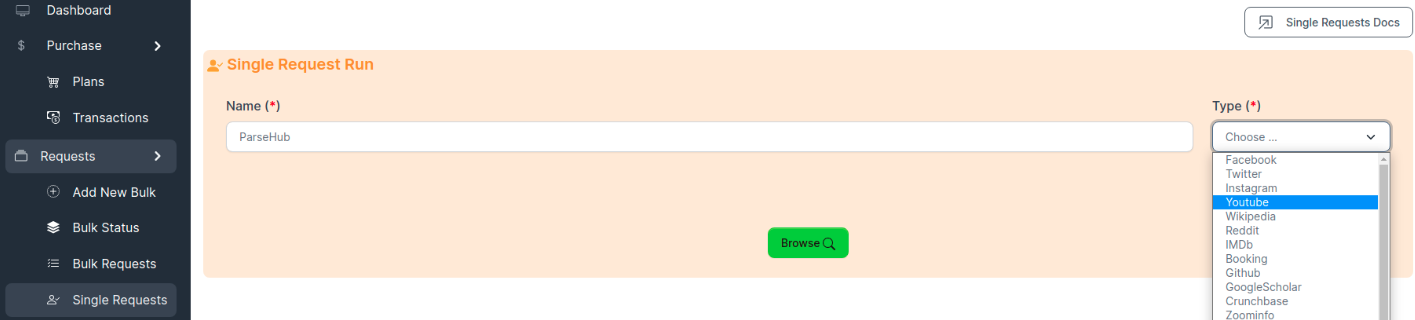 Dashboard
$ Purchase
Plans
Transactions
Requests
Add New Bulk
Bulk Status
Bulk Requests
Single Requests
Single Requests Docs
Single Request Run
Name (*)
ParseHub
Type (*)
Choose ...
Facebook
Twitter
Instagram
Youtube
Wikipedia
Reddit
IMDb
Booking
Github
GoogleScholar
Crunchbase
Zoominfo
Browse